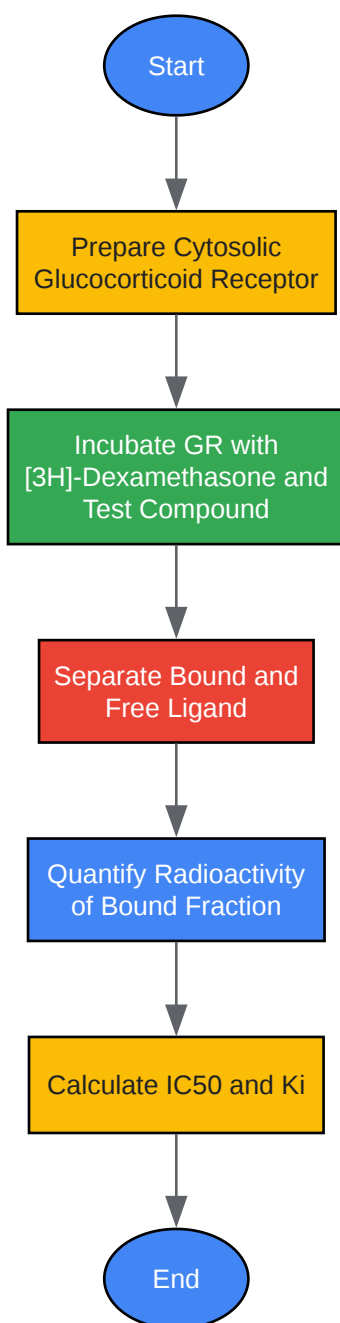 Start
Prepare Cytosolic
Glucocorticoid Receptor
Incubate GR with
[3H]-Dexamethasone and
Test Compound
Separate Bound and
Free Ligand
Quantify Radioactivity
of Bound Fraction
Calculate IC50 and Ki
End